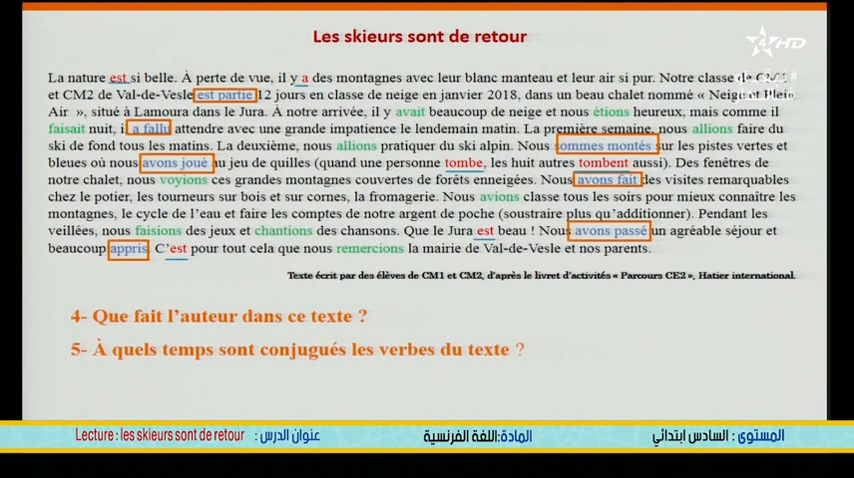 Les skieurs sont de retour
4 HD
La nature est si belle. À perte de vue, il y a des montagnes avec leur blanc manteau et leur air si pur. Notre classe de CM1
et CM2 de Val-de-Vesle est partie 12 jours en classe de neige en janvier 2018, dans un beau chalet nommé « Neige et Plein
Air », situé à Lamoura dans le Jura. À notre arrivée, il y avait beaucoup de neige et nous étions heureux, mais comme il
faisait nuit, il a fallu attendre avec une grande impatience le lendemain matin. La première semaine, nous allions faire du
ski de fond tous les matins. La deuxième, nous allions pratiquer du ski alpin. Nous sommes montés sur les pistes vertes et
bleues où nous avons joué au jeu de quilles (quand une personne tombe, les huit autres tombent aussi). Des fenêtres de
notre chalet, nous voyions ces grandes montagnes couvertes de forêts enneigées. Nous avons fait des visites remarquables
chez le potier, les tourneurs sur bois et sur cornes, la fromagerie. Nous avions classe tous les soirs pour mieux connaître les
montagnes, le cycle de l'eau et faire les comptes de notre argent de poche (soustraire plus qu'additionner). Pendant les
veillées, nous faisions des jeux et chantions des chansons. Que le Jura est beau ! Nous avons passé un agréable séjour et
beaucoup appris. C'est pour tout cela que nous remercions la mairie de Val-de-Vesle et nos parents.
Texte écrit par des élèves de CM1 et CM2, d'après le livret d'activités « Parcours CE2 », Hatier international.
4- Que fait l'auteur dans ce texte ?
5- À quels temps sont conjugués les verbes du texte ?
المستوى : السادس ابتدائي
المادة: اللغة الفرنسية
عنوان الدرس : Lecture : les skieurs sont de retour